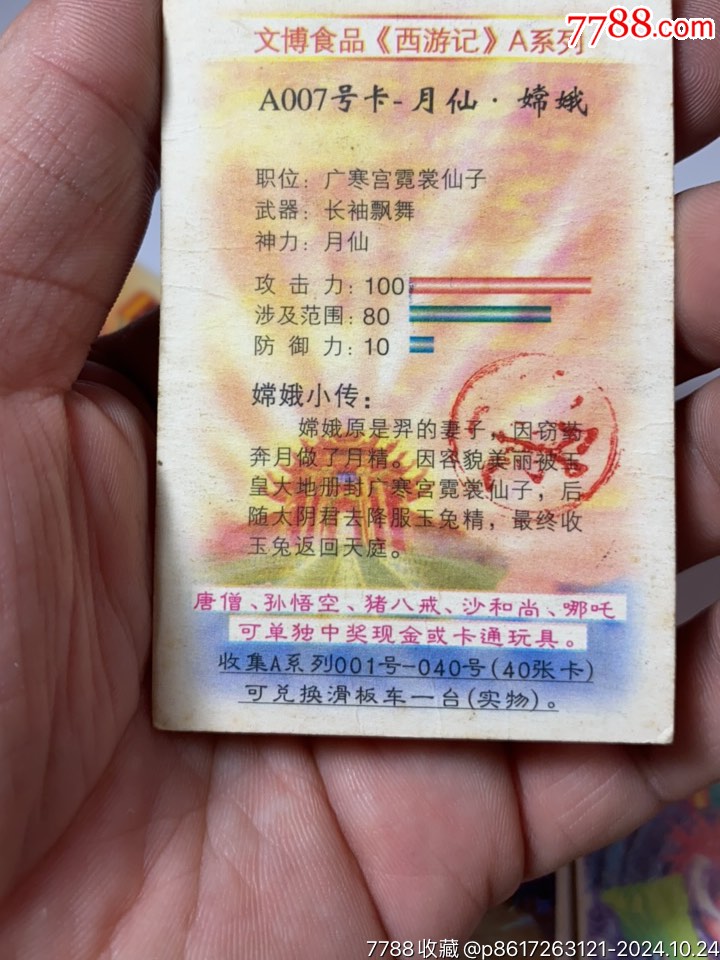 7788.com
文博食品《西游记》A系列
A007号卡-月仙·嫦娥
职位:广寒宫霓裳仙子
武器:长袖飘舞
神力:月仙
攻击力:100
涉及范围:80
防御力:10
嫦娥小传:
嫦娥原是羿的妻子,因窃药
奔月做了月精。因容貌美丽被玉
皇大地册封广寒宫霓裳仙子,后
随太阴君去降服玉兔精,最终收
玉兔返回天庭。
唐僧、孙悟空、猪八戒、沙和尚、哪吒
可单独中奖现金或卡通玩具。
收集A系列001号-040号(40张卡)
可兑换滑板车一台(实物)。
7788收藏@p8617263121-2024.10.24